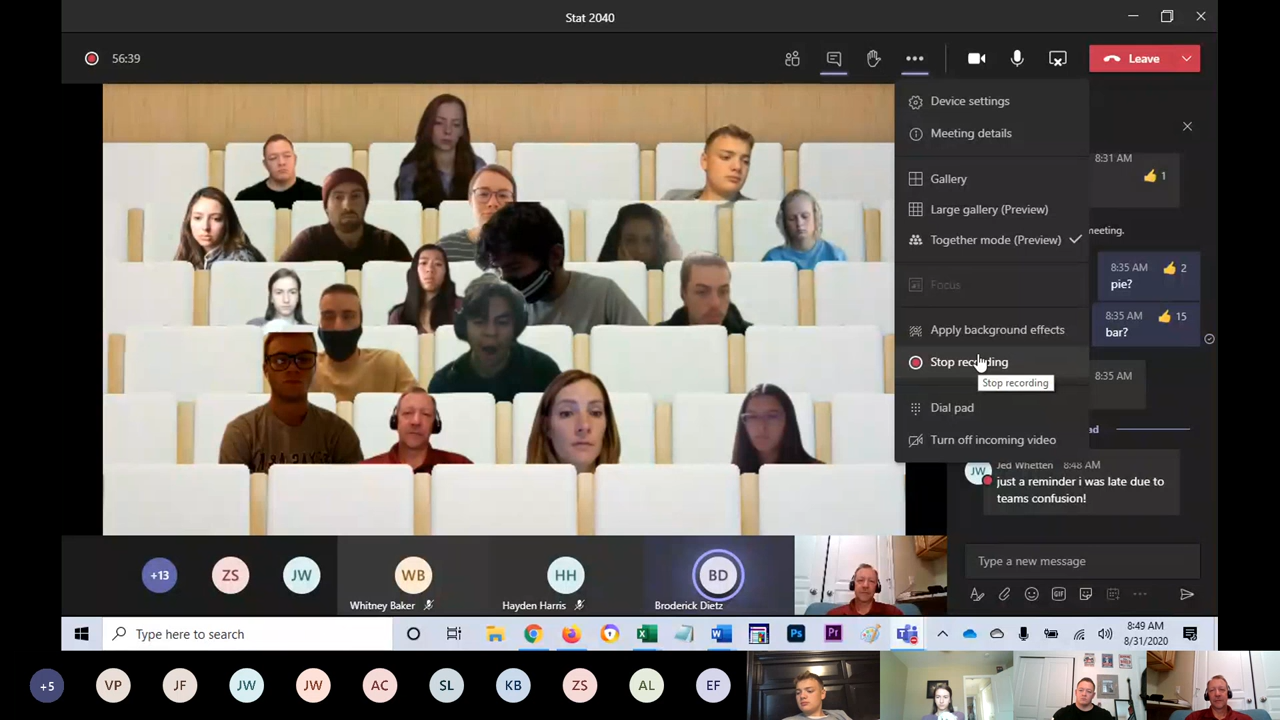 Stat 2040
56:39
Leave
Device settings
Meeting details
Gallery
Large gallery (Preview)
Together mode (Preview)
Focus
Apply background effects
Stop recording
Stop recording
Dial pad
Turn off incoming video
8:31 AM
1
meeting.
8:35 AM 2
pie?
8:35 AM 15
bar?
8:35 AM
ad
JW
Jed Whetten 8:48 AM
just a reminder i was late due to
teams confusion!
Type a new message
+13
ZS
JW
WB
Whitney Baker
HH
Hayden Harris
BD
Broderick Dietz
Type here to search
X
W
Ps
Pr
8:49 AM
8/31/2020
+5
VP
JF
JW
JW
AC
SL
KB
ZS
AL
EF